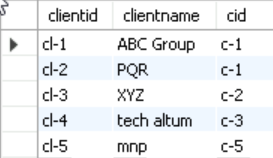 clientid clientname cid
cl-1 ABC Group c-1
cl-2 PQR c-1
cl-3 XYZ c-2
cl-4 tech altum c-3
cl-5 mnp c-5